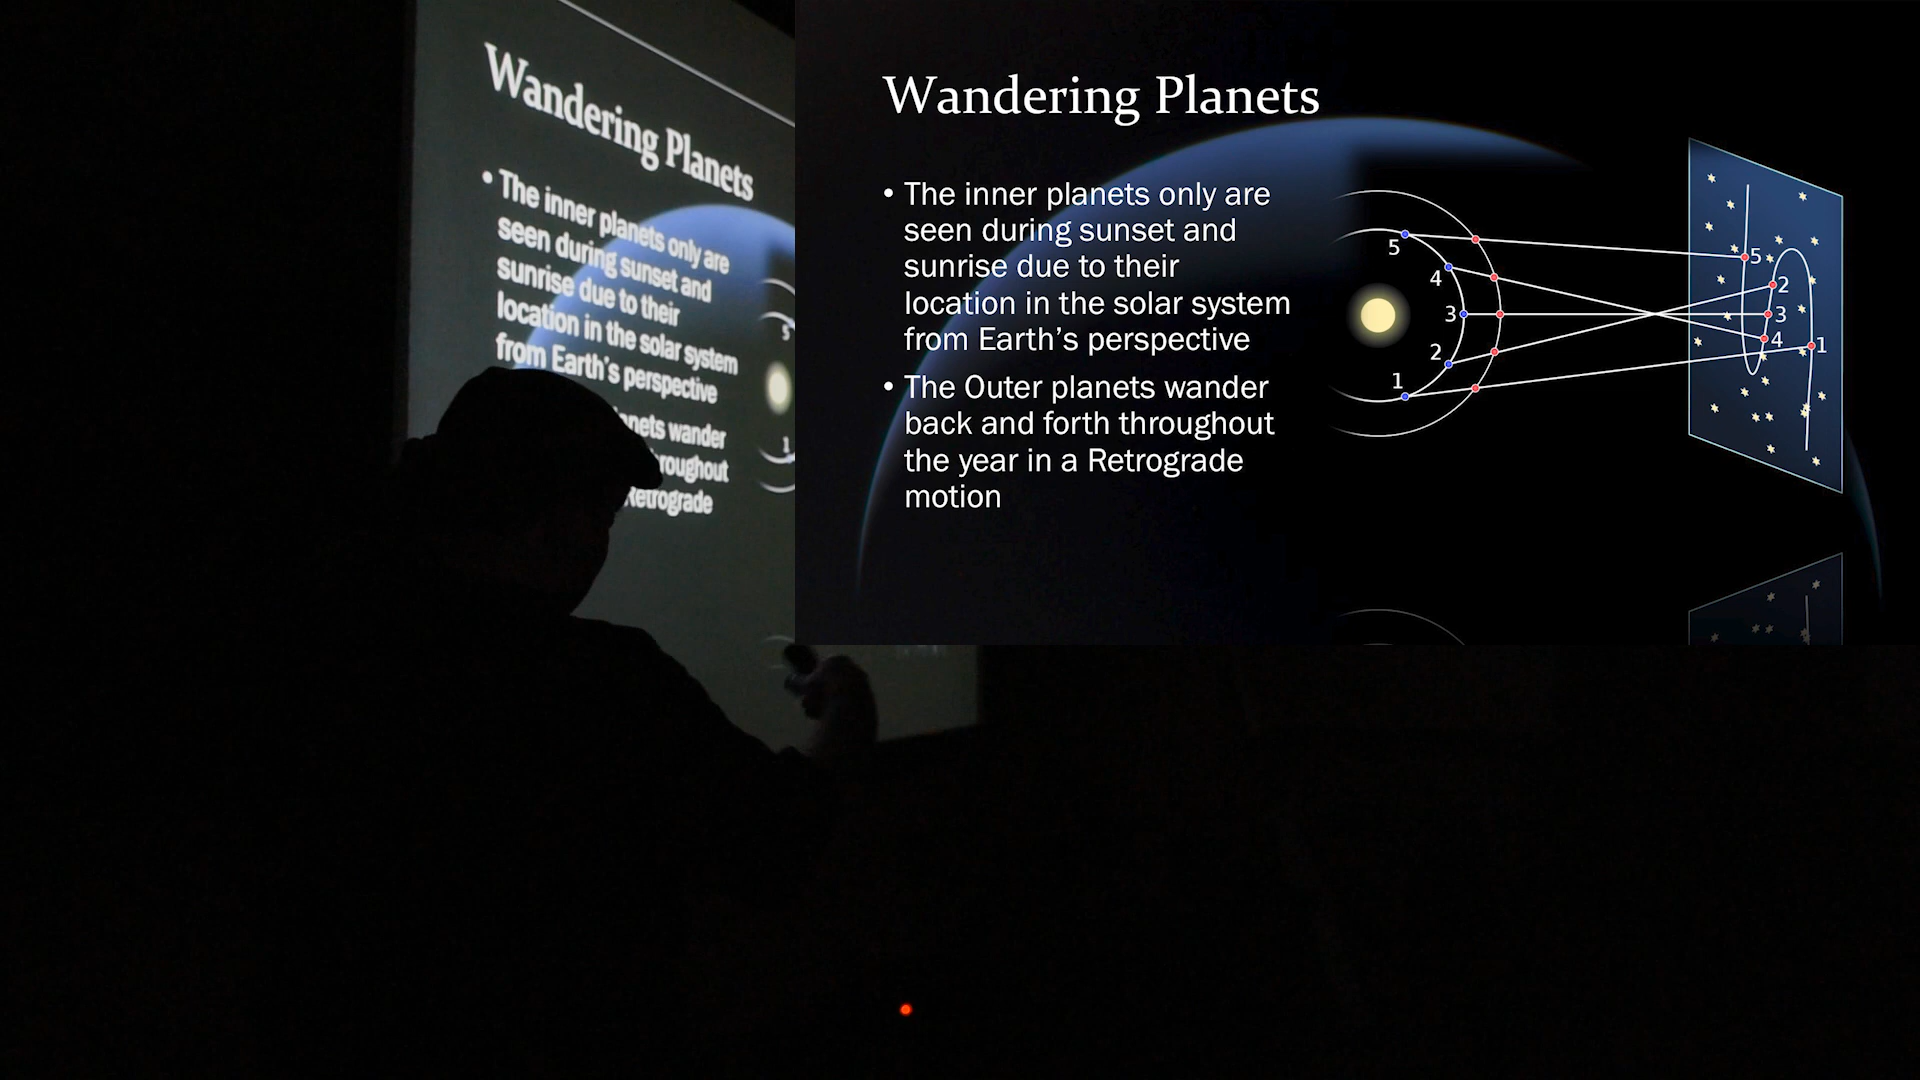 Wandering Planets
• The inner planets only are
seen during sunset and
sunrise due to their
location in the solar system
from Earth's perspective
anets wander
roughout
Retrograde
5
1
Wandering Planets
• The inner planets only are
seen during sunset and
sunrise due to their
location in the solar system
from Earth’s perspective
• The Outer planets wander
back and forth throughout
the year in a Retrograde
motion
5
4
3
2
1
5
2
3
4
1